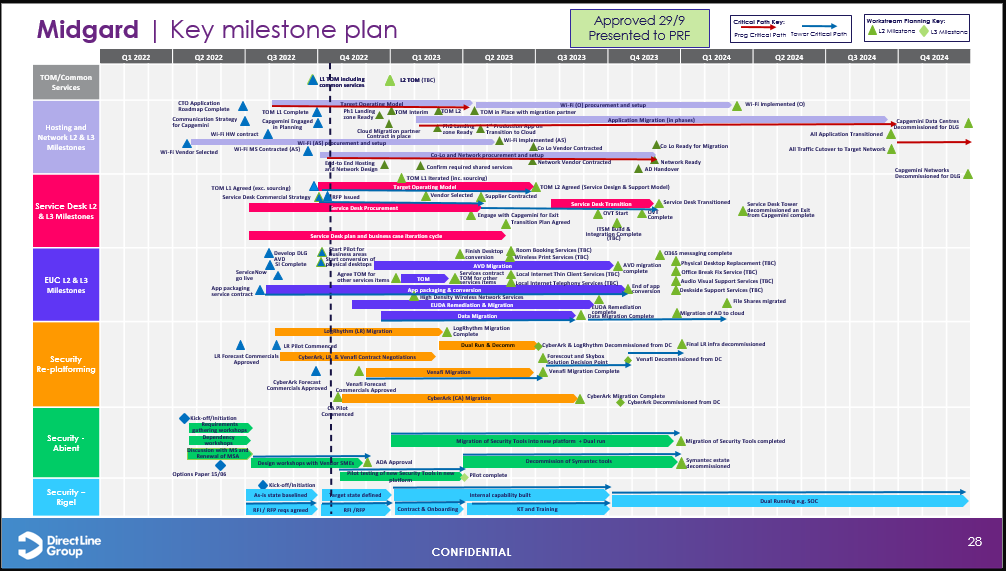 Midgard | Key milestone plan
Approved 29/9
Presented to PRF
Critical Path Key:
Prog Critical Path Tower Critical Path
Workstream Planning Key:
L2 Milestone L3 Milestone
Q1 2022 Q2 2022 Q3 2022 Q4 2022 Q1 2023 Q2 2023 Q3 2023 Q4 2023 Q1 2024 Q2 2024 Q3 2024 Q4 2024
TOM/Common
Services
L1 TOM including
common services
L2 TOM (TBC)
Hosting and
Network L2 & L3
Milestones
CTO Application
Roadmap Complete
Target Operating Model
Wi-Fi (O) procurement and setup
Wi-Fi Implemented (O)
TOM L1 Complete
Ph1 Landing
zone Ready
TOM Interim
TOM L2
TOM in Place with migration partner
Communication Strategy
for Capgemini
Capgemini Engaged
in Planning
Application Migration (in phases)
Capgemini Data Centres
Decommissioned for DLG
Wi-Fi HW contract
Cloud Migration partner
Contract in place
zone Ready
Transition to Cloud
All Application Transitioned
Wi-Fi (AS) procurement and setup
Wi-Fi Implemented (AS)
Wi-Fi Vendor Selected
Wi-Fi MS Contracted (AS)
Co Lo Vendor Contracted
Co Lo Ready for Migration
All Traffic Cutover to Target Network
Co-Lo and Network procurement and setup
End-to End Hosting
and Network Design
Confirm required shared services
Network Vendor Contracted
Network Ready
AD Handover
Capgemini Networks
Decommissioned for DLG
Service Desk L2
& L3 Milestones
TOM L1 Iterated (inc. sourcing)
TOM L1 Agreed (exc. sourcing)
Target Operating Model
TOM L2 Agreed (Service Design & Support Model)
Service Desk Commercial Strategy
RFP Issued
Vendor Selected
Supplier Contracted
Service Desk Transition
Service Desk Transitioned
Service Desk Procurement
Engage with Capgemini for Exit
OVT Start
OVT
Complete
Service Desk Tower
decommissioned an Exit
from Capgemini complete
Transition Plan Agreed
ITSM Build &
Integration Complete
(TBC)
Service Desk plan and business case iteration cycle
EUC L2 & L3
Milestones
Develop DLG
AVD
SI Complete
Start Pilot for
business areas
Start conversion of
physical desktops
Finish Desktop
conversion
Room Booking Services (TBC)
Wireless Print Services (TBC)
O365 messaging complete
AVD Migration
AVD migration
complete
Physical Desktop Replacement (TBC)
ServiceNow
go live
Agree TOM for
other services items
TOM
Services contract
TOM for other
services items
Local Internet Thin Client Services (TBC)
Local Internet Telephony Services (TBC)
Office Break Fix Service (TBC)
Audio Visual Support Services (TBC)
App packaging
service contract
App packaging & conversion
End of app
conversion
Deskside Support Services (TBC)
High Density Wireless Network Services
EUDA Remediation & Migration
EUDA Remediation
complete
File Shares migrated
Data Migration
Data Migration Complete
Migration of AD to cloud
Security
Re-platforming
LogRhythm (LR) Migration
LogRhythm Migration
Complete
LR Pilot Commenced
Dual Run & Decomm
CyberArk & LogRhythm Decommissioned from DC
Final LR infra decommissioned
LR Forecast Commercials
Approved
CyberArk, LR, & Venafi Contract Negotiations
Forescout and Skybox
Solution Decision Point
Venafi Decommissioned from DC
Venafi Migration
Venafi Migration Complete
CyberArk Forecast
Commercials Approved
Venafi Forecast
Commercials Approved
CyberArk (CA) Migration
CyberArk Migration Complete
CyberArk Decommissioned from DC
CA Pilot
Commenced
Security -
Abient
Kick-off/Initiation
Requirements
gathering workshops
Dependency
workshops
Migration of Security Tools into new platform + Dual run
Migration of Security Tools completed
Discussion with MS and
Renewal of MSA
Design workshops with Vendor SMEs
ADA Approval
Decommission of Symantec tools
Symantec estate
decommissioned
Options Paper 15/06
Pilot testing of new Security Tools in new
platform
Pilot complete
Security –
Rigel
Kick-off/Initiation
As-is state baselined
Target state defined
Internal capability built
Dual Running e.g. SOC
RFI / RFP reqs agreed
RFI /RFP
Contract & Onboarding
KT and Training
DirectLine
Group
CONFIDENTIAL
28